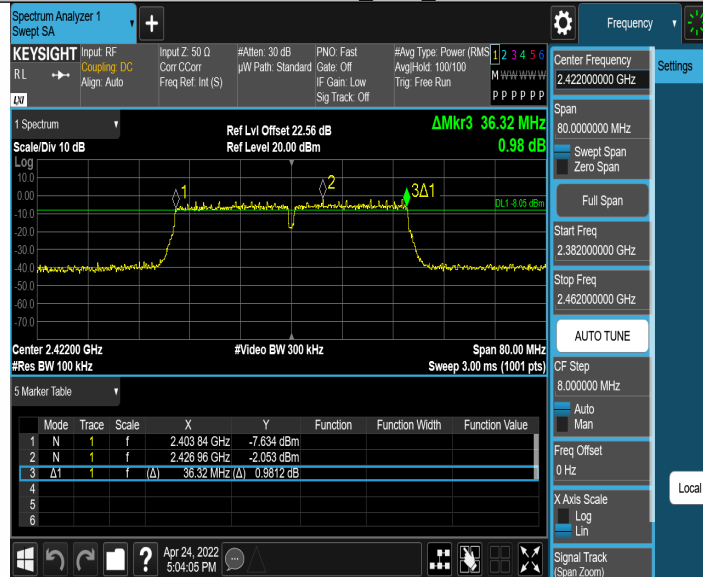 Spectrum Analyzer 1
Swept SA
+
Frequency
KEYSIGHT
RL
LXI
Input: RF
Coupling: DC
Align: Auto
Input Z: 50 Ω
Corr CCorr
Freq Ref: Int (S)
#Atten: 30 dB
µW Path: Standard
PNO: Fast
Gate: Off
IF Gain: Low
Sig Track: Off
#Avg Type: Power (RMS
Avg|Hold: 100/100
Trig: Free Run
1 2 3 4 5 6
M W W W W W
P P P P P P
1 Spectrum
Scale/Div 10 dB
Ref Lvl Offset 22.56 dB
Ref Level 20.00 dBm
ΔMkr3 36.32 MHz
0.98 dB
Log
10.0
0.00
-10.0
-20.0
-30.0
-40.0
-50.0
-60.0
-70.0
1
2
3Δ1
DL1 -8.05 dBm
Center 2.42200 GHz
#Res BW 100 kHz
#Video BW 300 kHz
Span 80.00 MHz
Sweep 3.00 ms (1001 pts)
5 Marker Table
Mode Trace Scale X Y Function Function Width Function Value
1 N 1 f 2.403 84 GHz -7.634 dBm
2 N 1 f 2.426 96 GHz -2.053 dBm
3 Δ1 1 f (Δ) 36.32 MHz (Δ) 0.9812 dB
4
5
6
?
Apr 24, 2022
5:04:05 PM
Center Frequency
2.422000000 GHz
Span
80.0000000 MHz
Swept Span
Zero Span
Full Span
Start Freq
2.382000000 GHz
Stop Freq
2.462000000 GHz
AUTO TUNE
CF Step
8.000000 MHz
Auto
Man
Freq Offset
0 Hz
X Axis Scale
Log
Lin
Signal Track
(Span Zoom)
Settings
Local